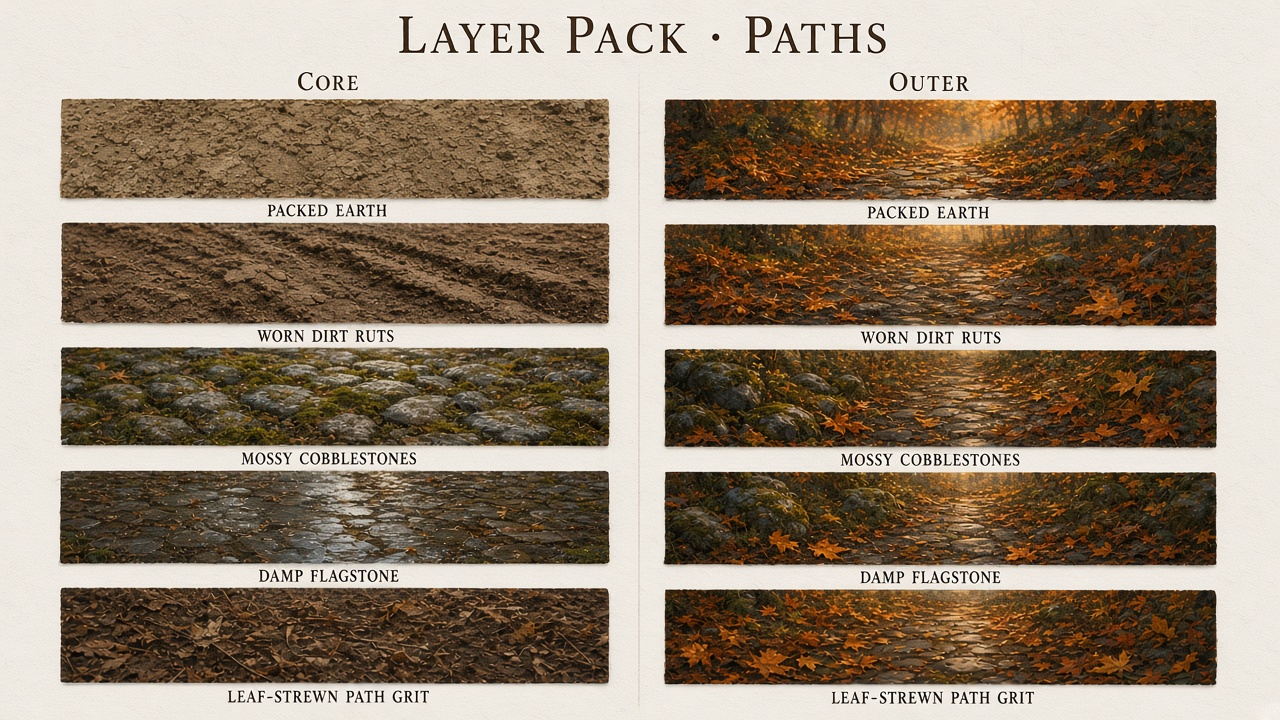 LAYER PACK · PATHS
CORE
PACKED EARTH
WORN DIRT RUTS
MOSSY COBBLESTONES
DAMP FLAGSTONE
LEAF-STREWN PATH GRIT
OUTER
PACKED EARTH
WORN DIRT RUTS
MOSSY COBBLESTONES
DAMP FLAGSTONE
LEAF-STREWN PATH GRIT